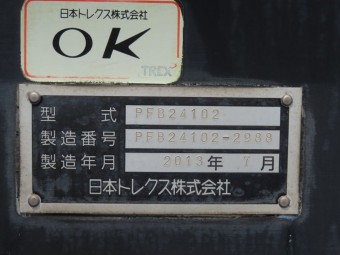 日本トレクス株式会社
OK
TREX
型 式 PFB24102
製造番号 PFB24102-2988
製造年月 2013年 7月
日本トレクス株式会社